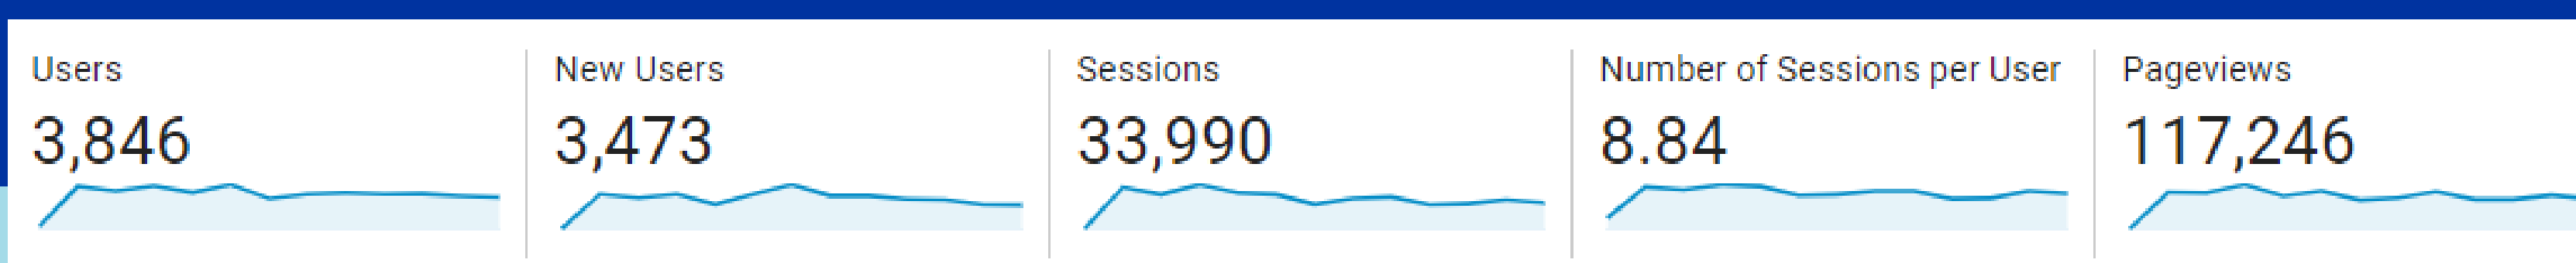 Users
3,846
New Users
3,473
Sessions
33,990
Number of Sessions per User
8.84
Pageviews
117,246